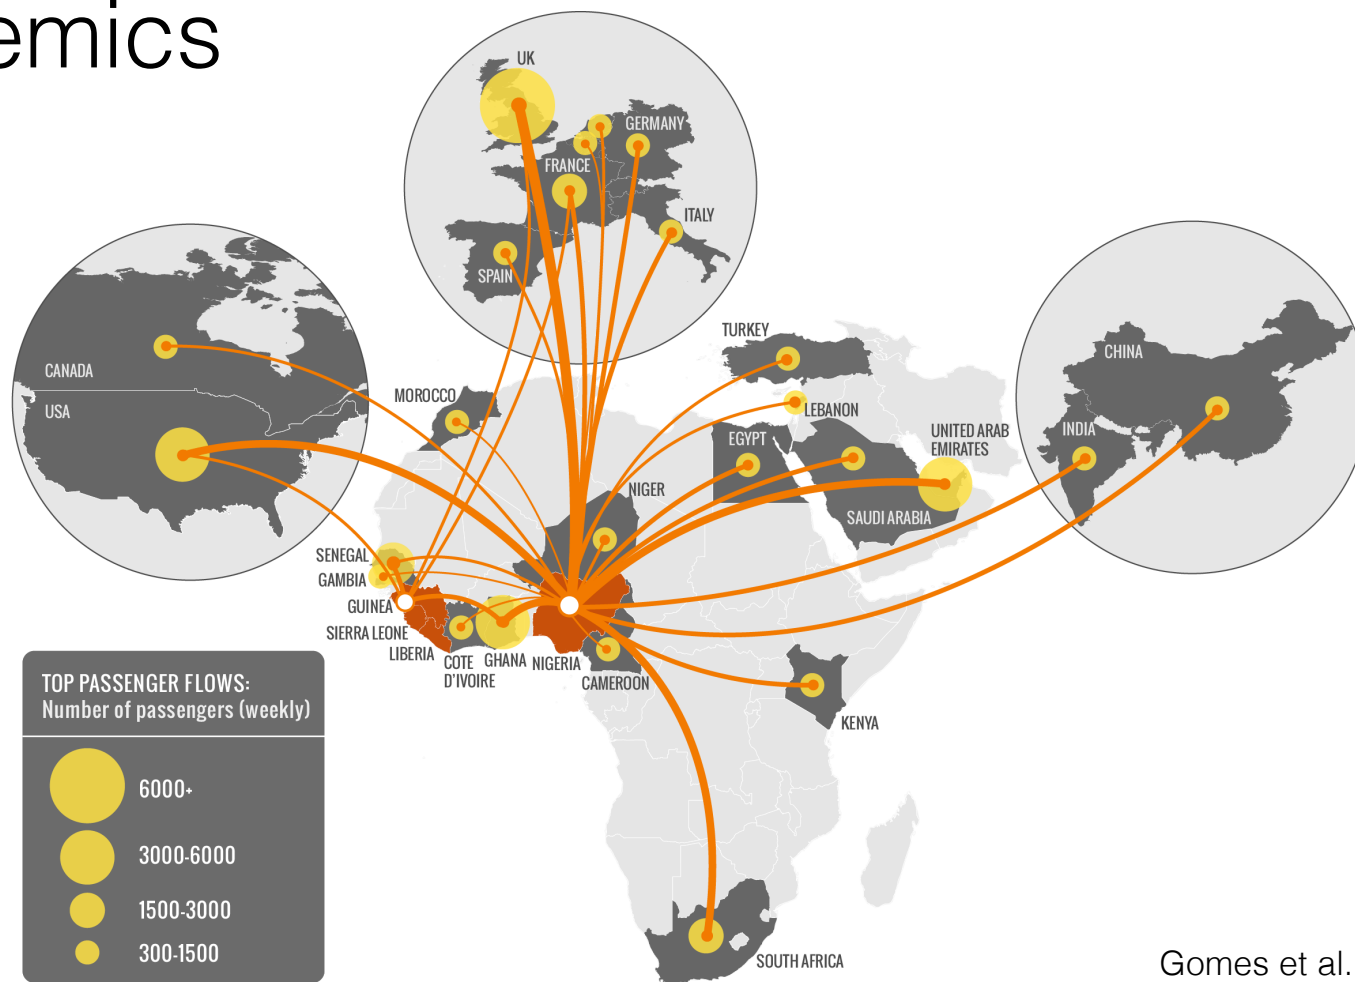 emics
UK
GERMANY
FRANCE
ITALY
SPAIN
CANADA
USA
MOROCCO
TURKEY
LEBANON
EGYPT
UNITED ARAB
EMIRATES
SAUDI ARABIA
CHINA
INDIA
NIGER
SENEGAL
GAMBIA
GUINEA
SIERRA LEONE
LIBERIA
COTE
D'IVOIRE
GHANA
NIGERIA
CAMEROON
KENYA
SOUTH AFRICA
TOP PASSENGER FLOWS:
Number of passengers (weekly)
6000+
3000-6000
1500-3000
300-1500
Gomes et al.